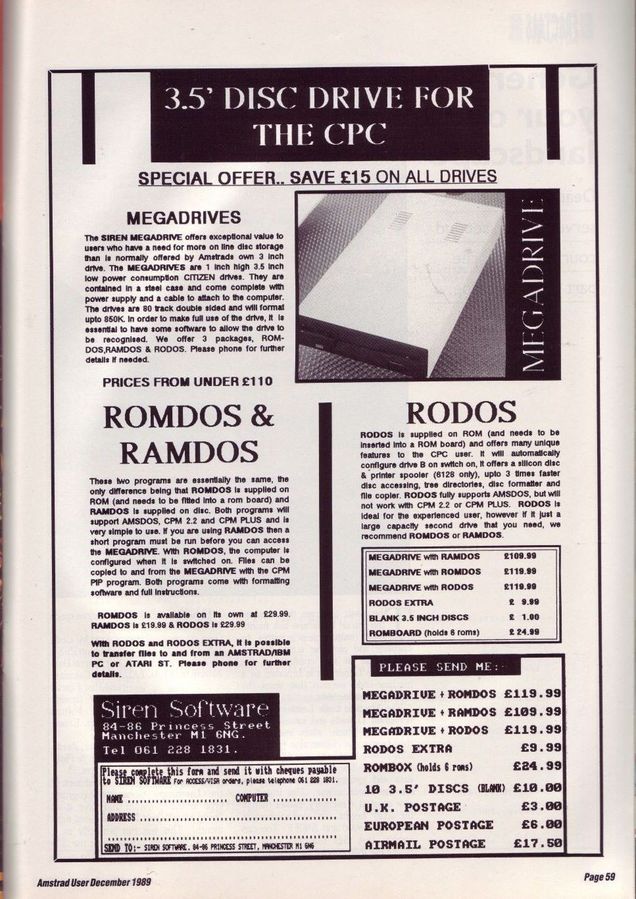 3.5' DISC DRIVE FOR
THE CPC
SPECIAL OFFER.. SAVE £15 ON ALL DRIVES
MEGADRIVES
The SIREN MEGADRIVE offers exceptional value to
users who have a need for more on line disc storage
than is normally offered by Amstrads own 3 inch
drive. The MEGADRIVES are 1 inch high 3.5 inch
low power consumption CITIZEN drives. They are
contained in a steel case and come complete with
power supply and a cable to attach to the computer.
The drives are 80 track double sided and will format
upto 850K. In order to make full use of the drive, it is
essential to have some software to allow the drive to
be recognised. We offer 3 packages, ROM-
DOS,RAMDOS & RODOS. Please phone for further
details if needed.
PRICES FROM UNDER £110
MEGADRIVE
ROMDOS &
RAMDOS
These two programs are essentially the same, the
only difference being that ROMDOS is supplied on
ROM (and needs to be fitted into a rom board) and
RAMDOS is supplied on disc. Both programs will
support AMSDOS, CPM 2.2 and CPM PLUS and is
very simple to use. If you are using RAMDOS then a
short program must be run before you can access
the MEGADRIVE. With ROMDOS, the computer is
configured when it is switched on. Files can be
copied to and from the MEGADRIVE with the CPM
PIP program. Both programs come with formatting
software and full instructions.
ROMDOS is available on its own at £29.99.
RAMDOS is £19.99 & RODOS is £29.99
With RODOS and RODOS EXTRA, it is possible
to transfer files to and from an AMSTRAD/IBM
PC or ATARI ST. Please phone for further
details.
RODOS
RODOS is supplied on ROM (and needs to be
inserted into a ROM board) and offers many unique
features to the CPC user. It will automatically
configure drive B on switch on, it offers a silicon disc
& printer spooler (6128 only), upto 3 times faster
disc accessing, tree directories, disc formatter and
file copier. RODOS fully supports AMSDOS, but will
not work with CPM 2.2 or CPM PLUS. RODOS is
ideal for the experienced user, however if it just a
large capacity second drive that you need, we
recommend ROMDOS or RAMDOS.
MEGADRIVE with RAMDOS £109.99
MEGADRIVE with ROMDOS £119.99
MEGADRIVE with RODOS £119.99
RODOS EXTRA £ 9.99
BLANK 3.5 INCH DISCS £ 1.00
ROMBOARD (holds 6 roms) £ 24.99
PLEASE SEND ME:-
MEGADRIVE + ROMDOS £119.99
MEGADRIVE + RAMDOS £109.99
MEGADRIVE + RODOS £119.99
RODOS EXTRA £9.99
ROMBOX (holds 6 roms) £24.99
10 3.5' DISCS (BLANK) £10.00
U.K. POSTAGE £3.00
EUROPEAN POSTAGE £6.00
AIRMAIL POSTAGE £17.50
Siren Software
84-86 Princess Street
Manchester M1 6NG.
Tel 061 228 1831.
Please complete this form and send it with cheques payable
to SIREN SOFTWARE For ACCESS/VISA orders, please telephone 061 228 1831.
NAME .......................... COMPUTER ....................
ADDRESS ..................................................
SEND TO:- SIREN SOFTWARE. 84-86 PRINCESS STREET, MANCHESTER M1 6NG
Amstrad User December 1989
Page 59